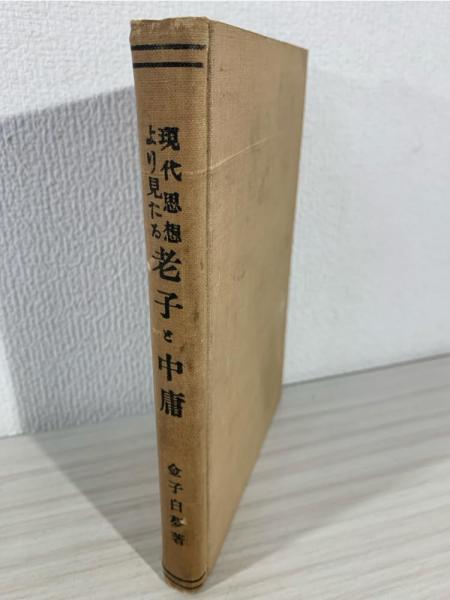 現代思想
より見たる
老子と中庸
金子白夢著